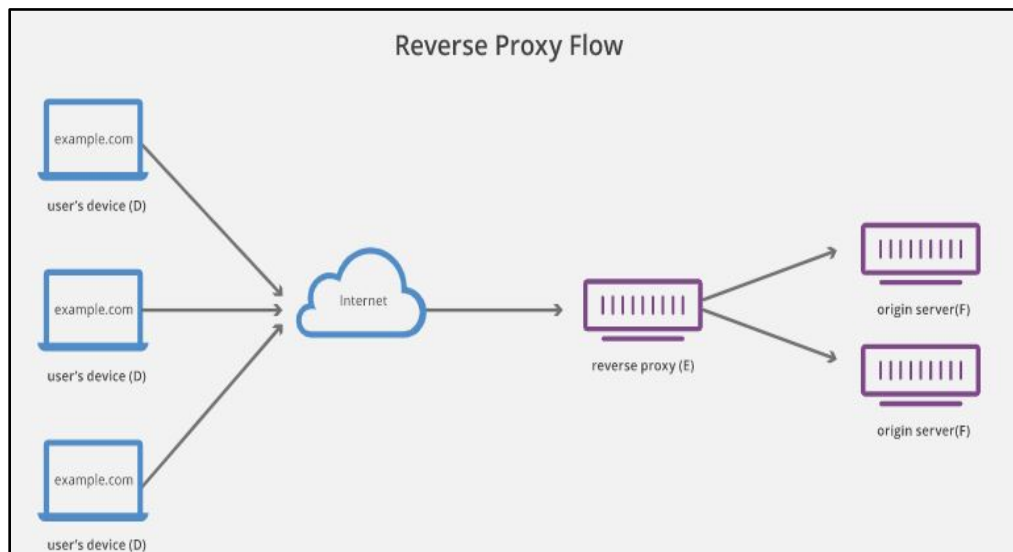 Reverse Proxy Flow
example.com
user's device (D)
example.com
user's device (D)
example.com
user's device (D)
Internet
reverse proxy (E)
origin server(F)
origin server(F)